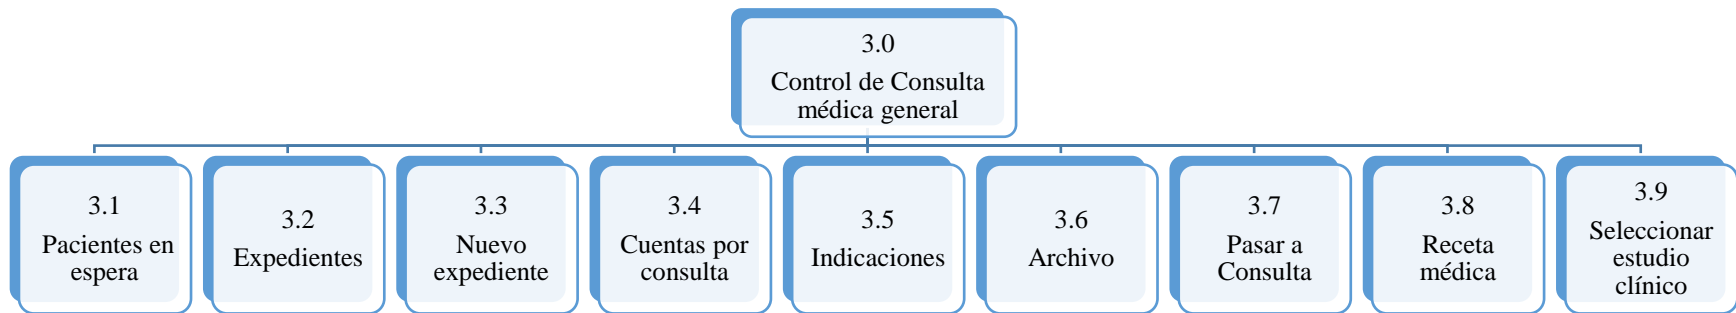 3.0
Control de Consulta
médica general
3.1
Pacientes en
espera
3.2
Expedientes
3.3
Nuevo
expediente
3.4
Cuentas por
consulta
3.5
Indicaciones
3.6
Archivo
3.7
Pasar a
Consulta
3.8
Receta
médica
3.9
Seleccionar
estudio
clínico